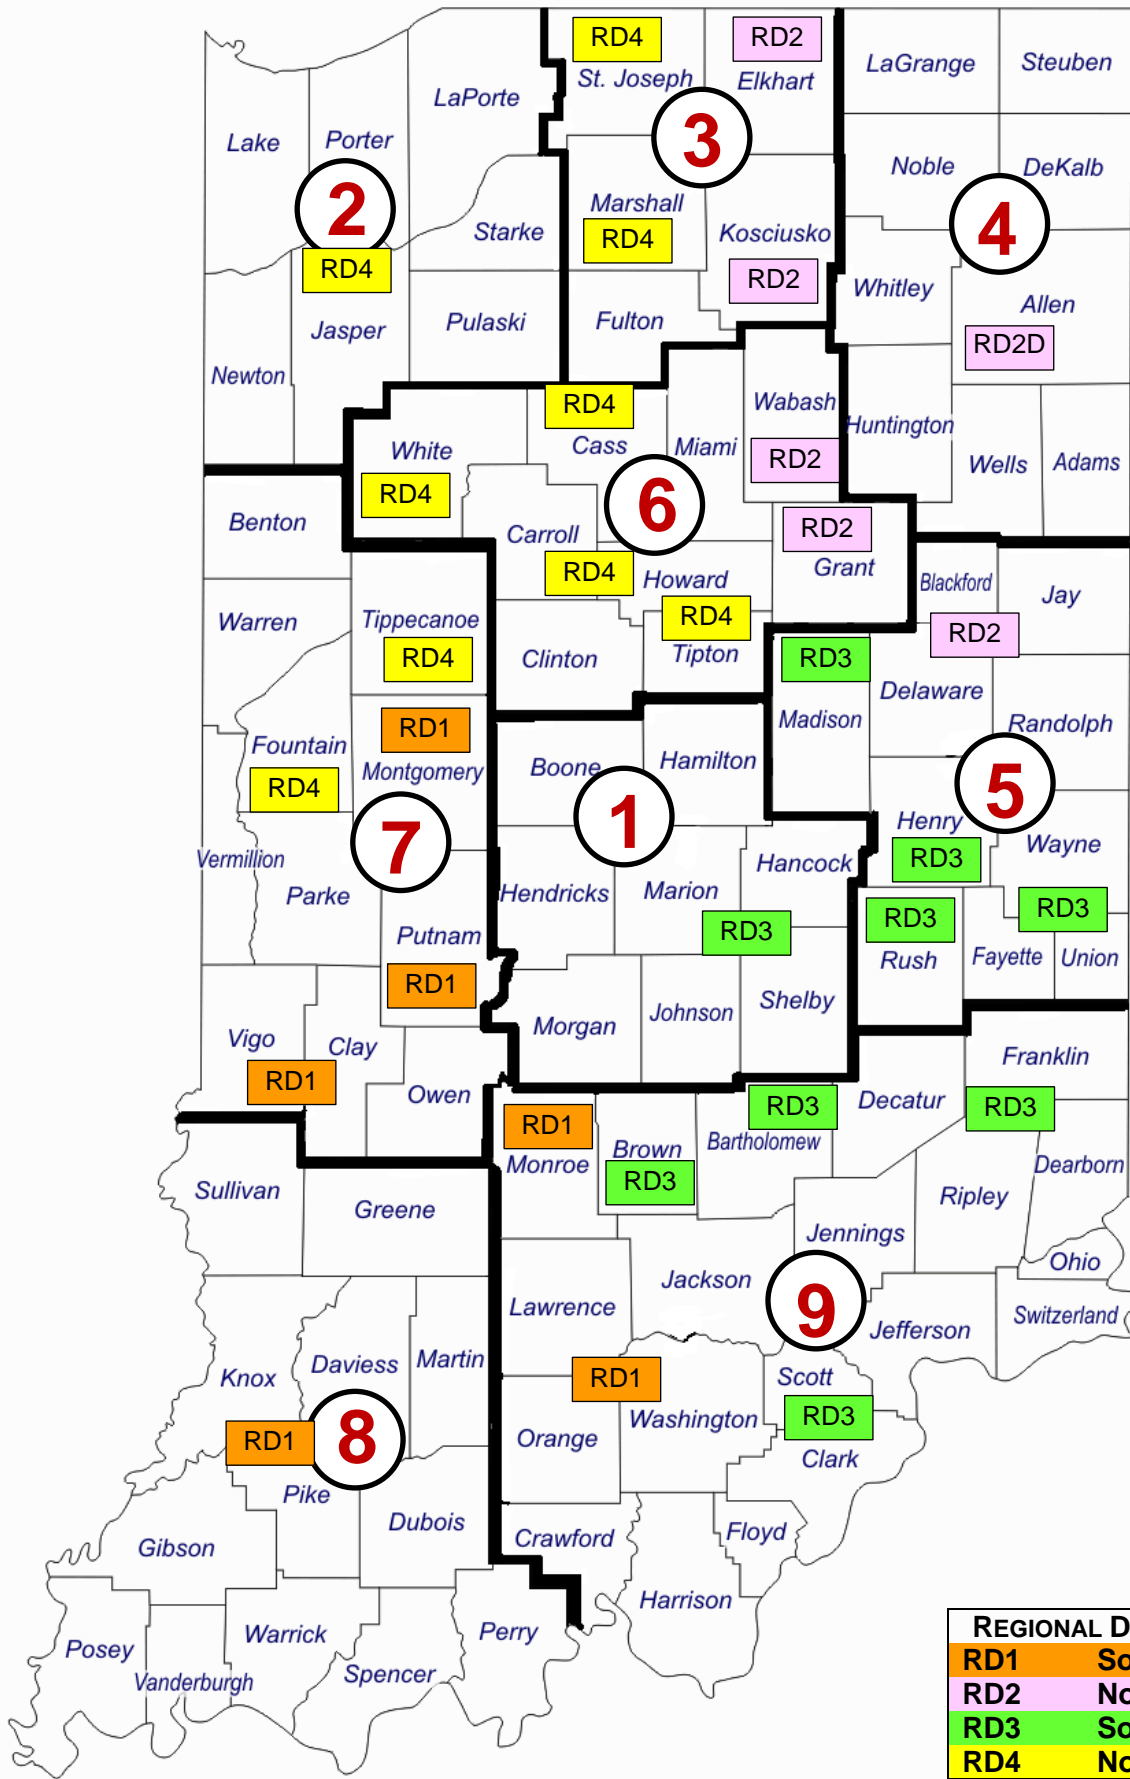 RD4
RD2
St. Joseph
Elkhart
LaGrange
Steuben
LaPorte
Lake
Porter
3
Noble
DeKalb
2
Marshall
4
Starke
RD4
Kosciusko
RD4
RD2
Whitley
Allen
Jasper
Pulaski
Fulton
RD2D
Newton
RD4
Wabash
Huntington
White
Cass
Miami
RD2
Wells
Adams
RD4
6
Benton
Carroll
RD2
RD4
Howard
Grant
Blackford
Jay
Warren
Tippecanoe
RD4
RD2
RD4
Clinton
Tipton
RD3
Delaware
Madison
Randolph
RD1
Fountain
Montgomery
Boone
Hamilton
RD4
1
5
7
Henry
Wayne
Vermillion
Hancock
RD3
Parke
Hendricks
Marion
RD3
RD3
Putnam
RD3
Rush
Fayette
Union
RD1
Morgan
Johnson
Shelby
Vigo
Clay
Franklin
RD1
Owen
RD3
Decatur
RD3
RD1
Monroe
Brown
Bartholomew
Dearborn
Sullivan
RD3
Ripley
Greene
Jennings
Ohio
Jackson
Lawrence
9
Switzerland
Jefferson
Knox
Daviess
Martin
RD1
Scott
Washington
RD3
RD1
8
Orange
Clark
Pike
Dubois
Crawford
Floyd
Gibson
Harrison
Posey
Warrick
Perry
Vanderburgh
Spencer
REGIONAL D
RD1 So
RD2 No
RD3 So
RD4 No